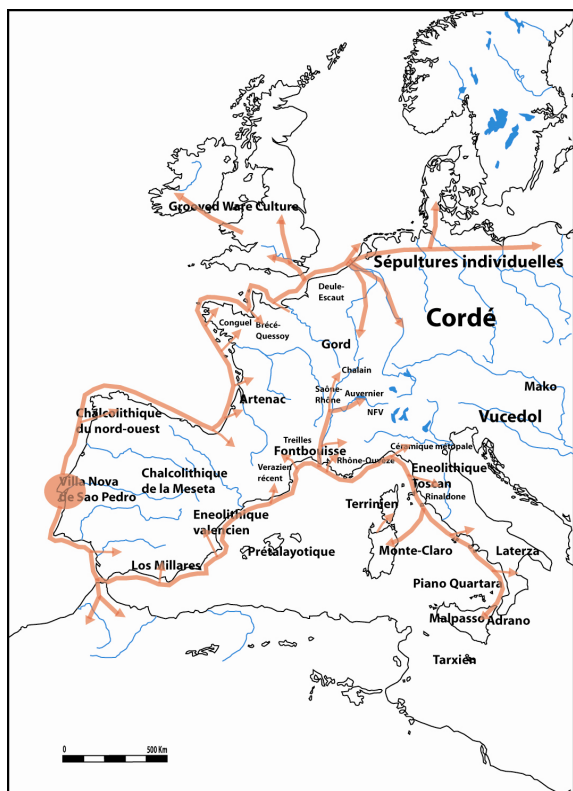 Grooved Ware Culture
Sépultures individuelles
Deule-
Escaut
Cordé
Conguel
Brécé-
Quessoy
Gord
Chalain
Mako
Artenac
Saône-
Rhône
Auvernier
NFV
Vucedol
Chalcolithique
du nord-ouest
Treilles
Fontbouisse
Céramique métopale
Rhône-Ouvèze
Villa Nova
de Sao Pedro
Chalcolithique
de la Meseta
Verazien
récent
Eneolithique
Toscan
Rinaldone
Eneolithique
valencien
Terrinien
Prétalayotique
Monte-Claro
Laterza
Los Millares
Piano Quartara
Malpasso
Adrano
Tarxien
0
500 Km